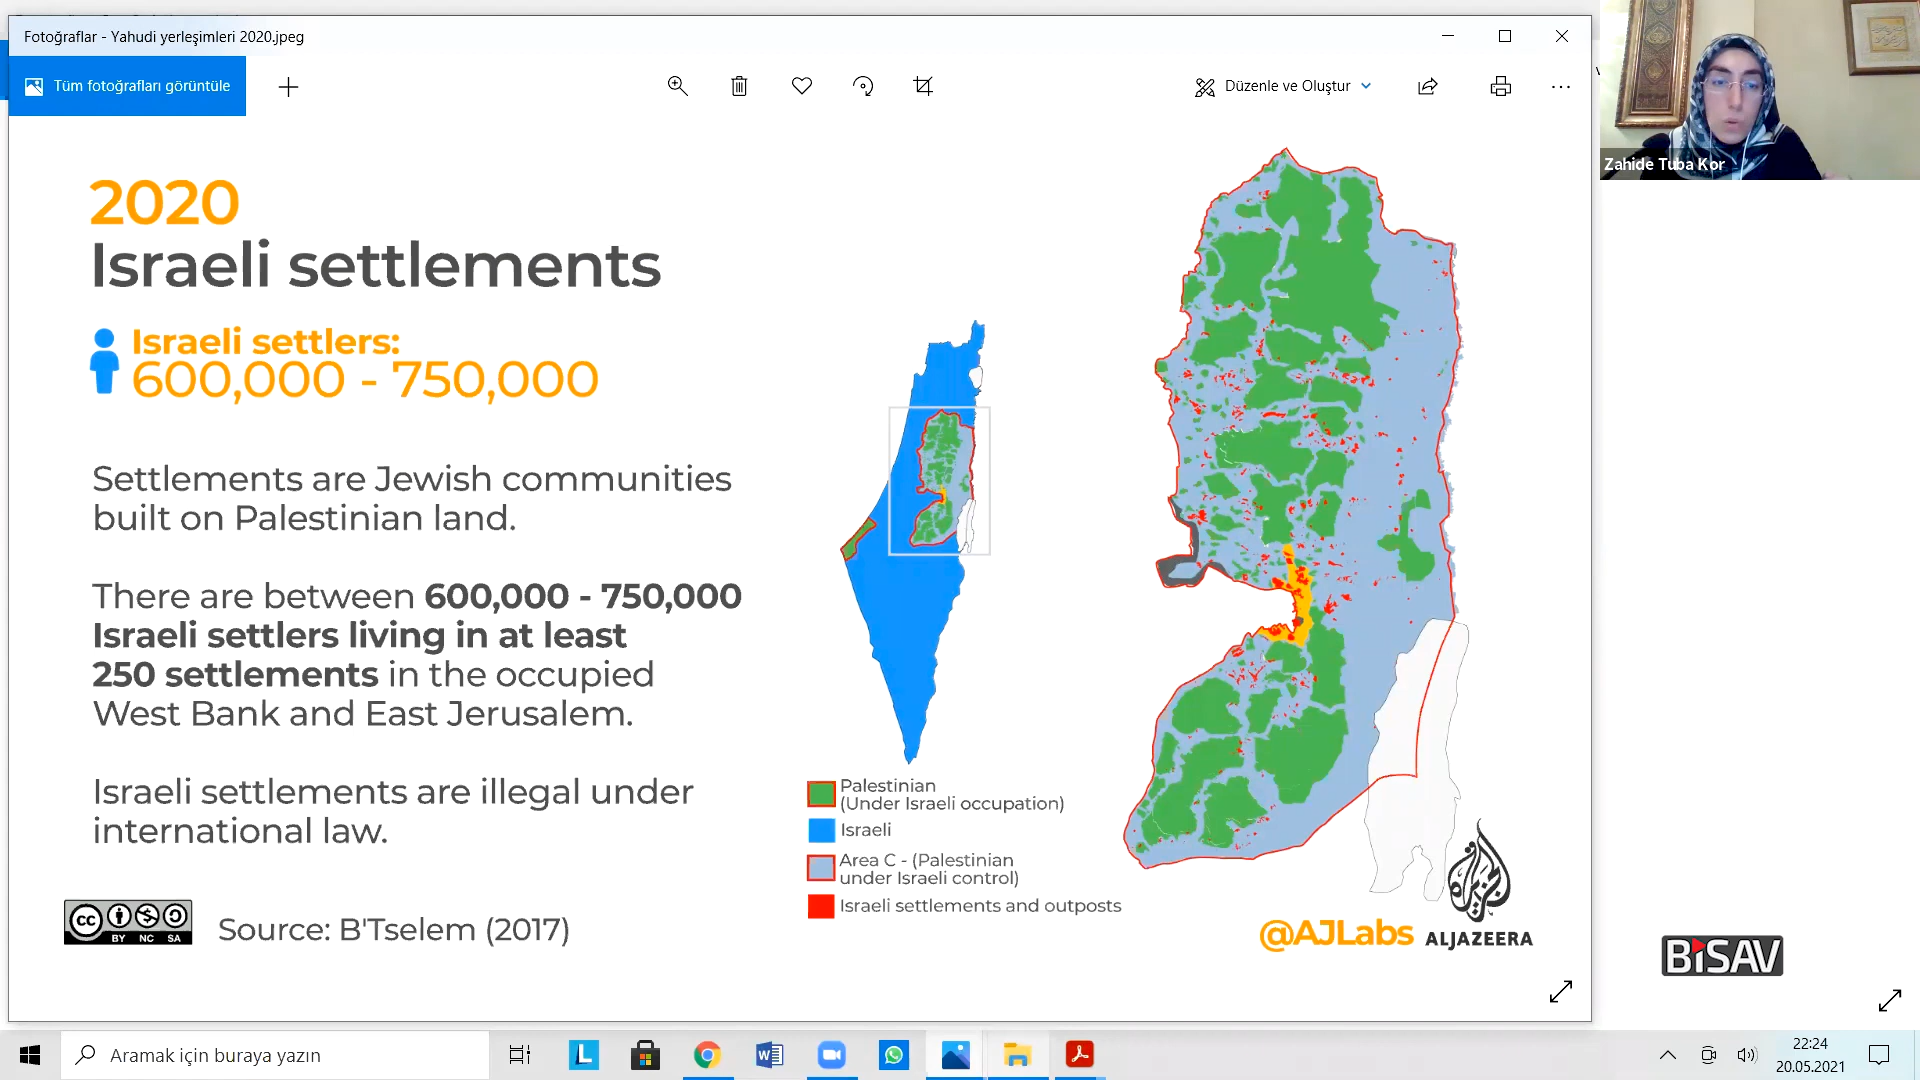 Fotoğraflar - Yahudi yerleşimleri 2020.jpeg
Tüm fotoğrafları görüntüle
Düzenle ve Oluştur
Zahide Tuba Kor
2020
Israeli settlements
Israeli settlers:
600,000 - 750,000
Settlements are Jewish communities
built on Palestinian land.
There are between 600,000 - 750,000
Israeli settlers living in at least
250 settlements in the occupied
West Bank and East Jerusalem.
Israeli settlements are illegal under
international law.
cc
BY NC SA
Source: B'Tselem (2017)
Palestinian
(Under Israeli occupation)
Israeli
Area C - (Palestinian
under Israeli control)
Israeli settlements and outposts
@AJLabs
ALJAZEERA
BİSAV
Aramak için buraya yazın
22:24
20.05.2021